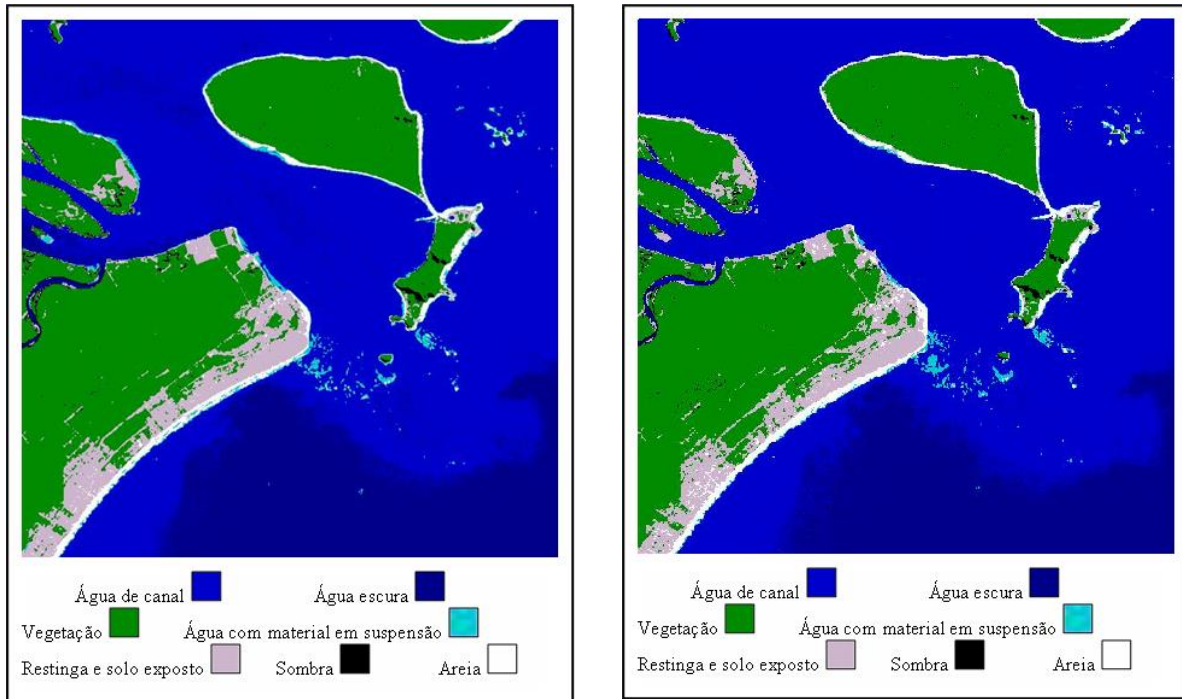 Água de canal Água escura
Vegetação Água com material em suspensão
Restinga e solo exposto Sombra Areia
Água de canal Água escura
Vegetação Água com material em suspensão
Restinga e solo exposto Sombra Areia